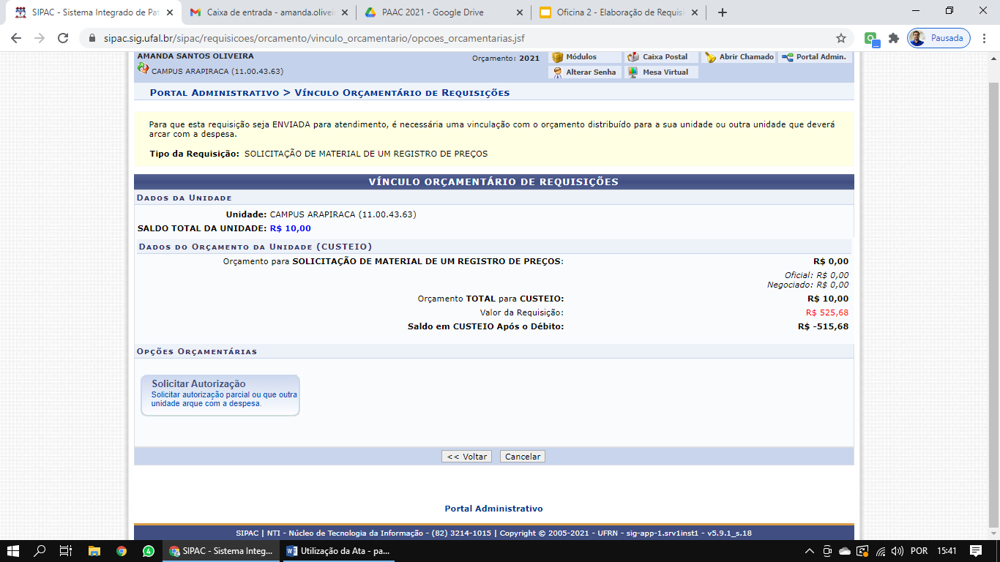 SIPAC - Sistema Integrado de Pat
Caixa de entrada - amanda.olivei
PAAC 2021 - Google Drive
Oficina 2 - Elaboração de Requisi
sipac.sig.ufal.br/sipac/requisicoes/orcamento/vinculo_orcamentario/opcoes_orcamentarias.jsf
Pausada
AMANDA SANTOS OLIVEIRA
Orçamento: 2021
Módulos
Caixa Postal
Abrir Chamado
Portal Admin.
CAMPUS ARAPIRACA (11.00.43.63)
Alterar Senha
Mesa Virtual
Portal Administrativo > Vínculo Orçamentário de Requisições
Para que esta requisição seja ENVIADA para atendimento, é necessária uma vinculação com o orçamento distribuído para a sua unidade ou outra unidade que deverá
arcar com a despesa.
Tipo da Requisição: SOLICITAÇÃO DE MATERIAL DE UM REGISTRO DE PREÇOS
VÍNCULO ORÇAMENTÁRIO DE REQUISIÇÕES
Dados da Unidade
Unidade: CAMPUS ARAPIRACA (11.00.43.63)
SALDO TOTAL DA UNIDADE: R$ 10,00
Dados do Orçamento da Unidade (CUSTEIO)
Orçamento para SOLICITAÇÃO DE MATERIAL DE UM REGISTRO DE PREÇOS: R$ 0,00
Oficial: R$ 0,00
Negociado: R$ 0,00
Orçamento TOTAL para CUSTEIO: R$ 10,00
Valor da Requisição: R$ 525,68
Saldo em CUSTEIO Após o Débito: R$ -515,68
Opções Orçamentárias
Solicitar Autorização
Solicitar autorização parcial ou que outra
unidade arque com a despesa.
<< Voltar
Cancelar
Portal Administrativo
SIPAC | NTI - Núcleo de Tecnologia da Informação - (82) 3214-1015 | Copyright © 2005-2021 - UFRN - sig-app-1.srv1inst1 - v5.9.1_s.18
SIPAC - Sistema Integ...
Utilização da Ata - pa...
POR
15:41